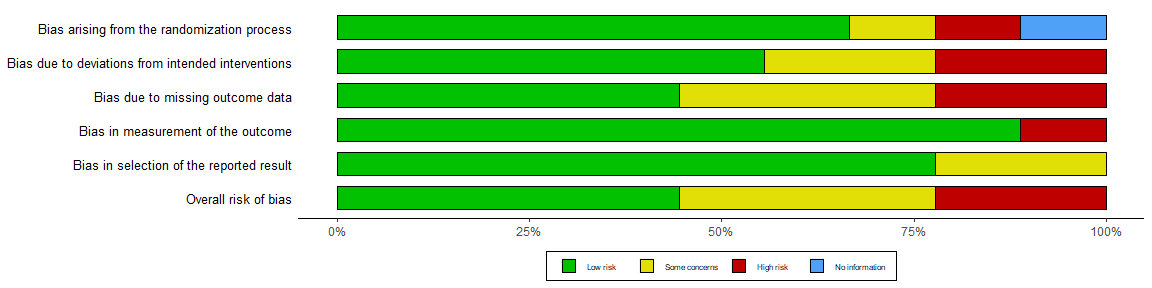 Bias arising from the randomization process
Bias due to deviations from intended interventions
Bias due to missing outcome data
Bias in measurement of the outcome
Bias in selection of the reported result
Overall risk of bias
0% 25% 50% 75% 100%
Low risk Some concerns High risk No information